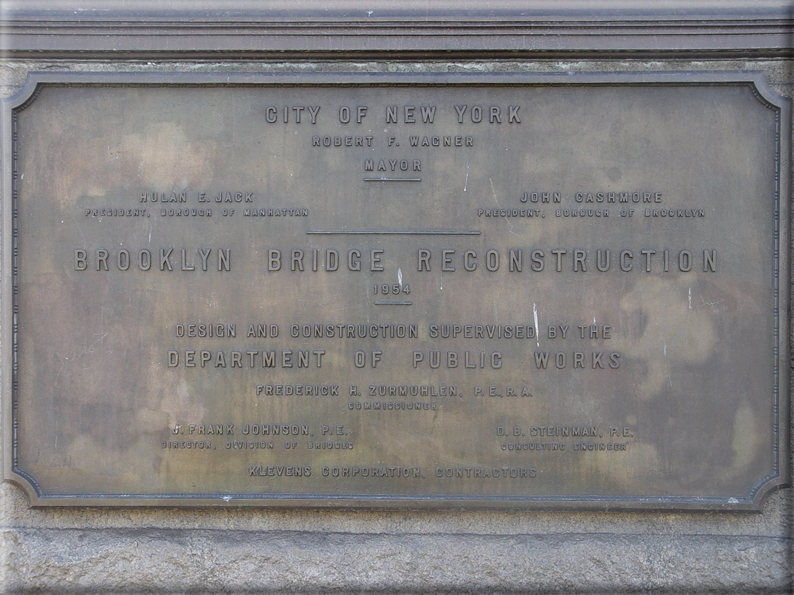 CITY OF NEW YORK
ROBERT F. WAGNER
MAYOR
HULAN E. JACK
PRESIDENT, BOROUGH OF MANHATTAN
JOHN CASHMORE
PRESIDENT, BOROUGH OF BROOKLYN
BROOKLYN BRIDGE RECONSTRUCTION
1954
DESIGN AND CONSTRUCTION SUPERVISED BY THE
DEPARTMENT OF PUBLIC WORKS
FREDERICK H. ZURMUHLEN, P.E., R.A.
COMMISSIONER
J. FRANK JOHNSON, P.E.
DIRECTOR, DIVISION OF BRIDGES
D. B. STEINMAN, P.E.
CONSULTING ENGINEER
KLEVENS CORPORATION, CONTRACTORS